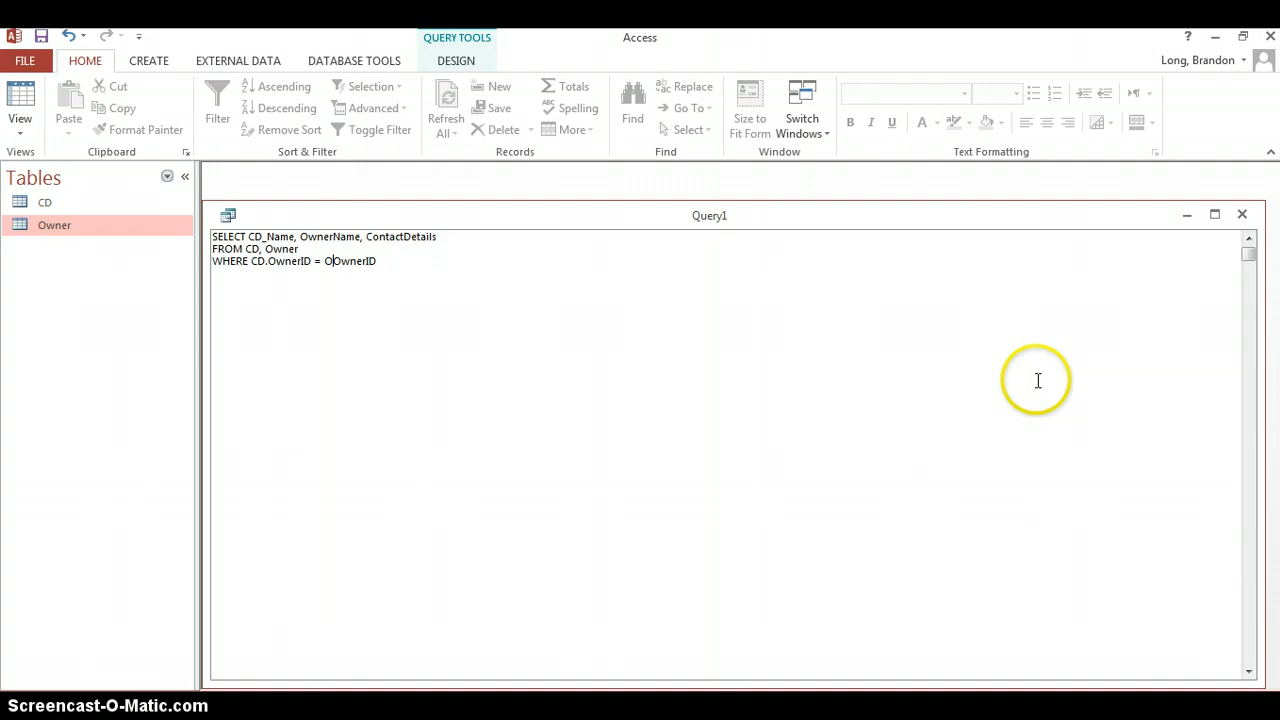 QUERY TOOLS
Access
?
FILE
HOME
CREATE
EXTERNAL DATA
DATABASE TOOLS
DESIGN
Long, Brandon
View
Paste
Cut
Copy
Format Painter
Filter
Ascending
Descending
Remove Sort
Selection
Advanced
Toggle Filter
Refresh
All
New
Save
Delete
Totals
Spelling
More
Find
Replace
Go To
Select
Size to
Fit Form
Switch
Windows
B I U A
Views
Clipboard
Sort & Filter
Records
Find
Window
Text Formatting
Tables
CD
Owner
Query1
SELECT CD_Name, OwnerName, ContactDetails
FROM CD, Owner
WHERE CD.OwnerID = OOwnerID
Screencast-O-Matic.com